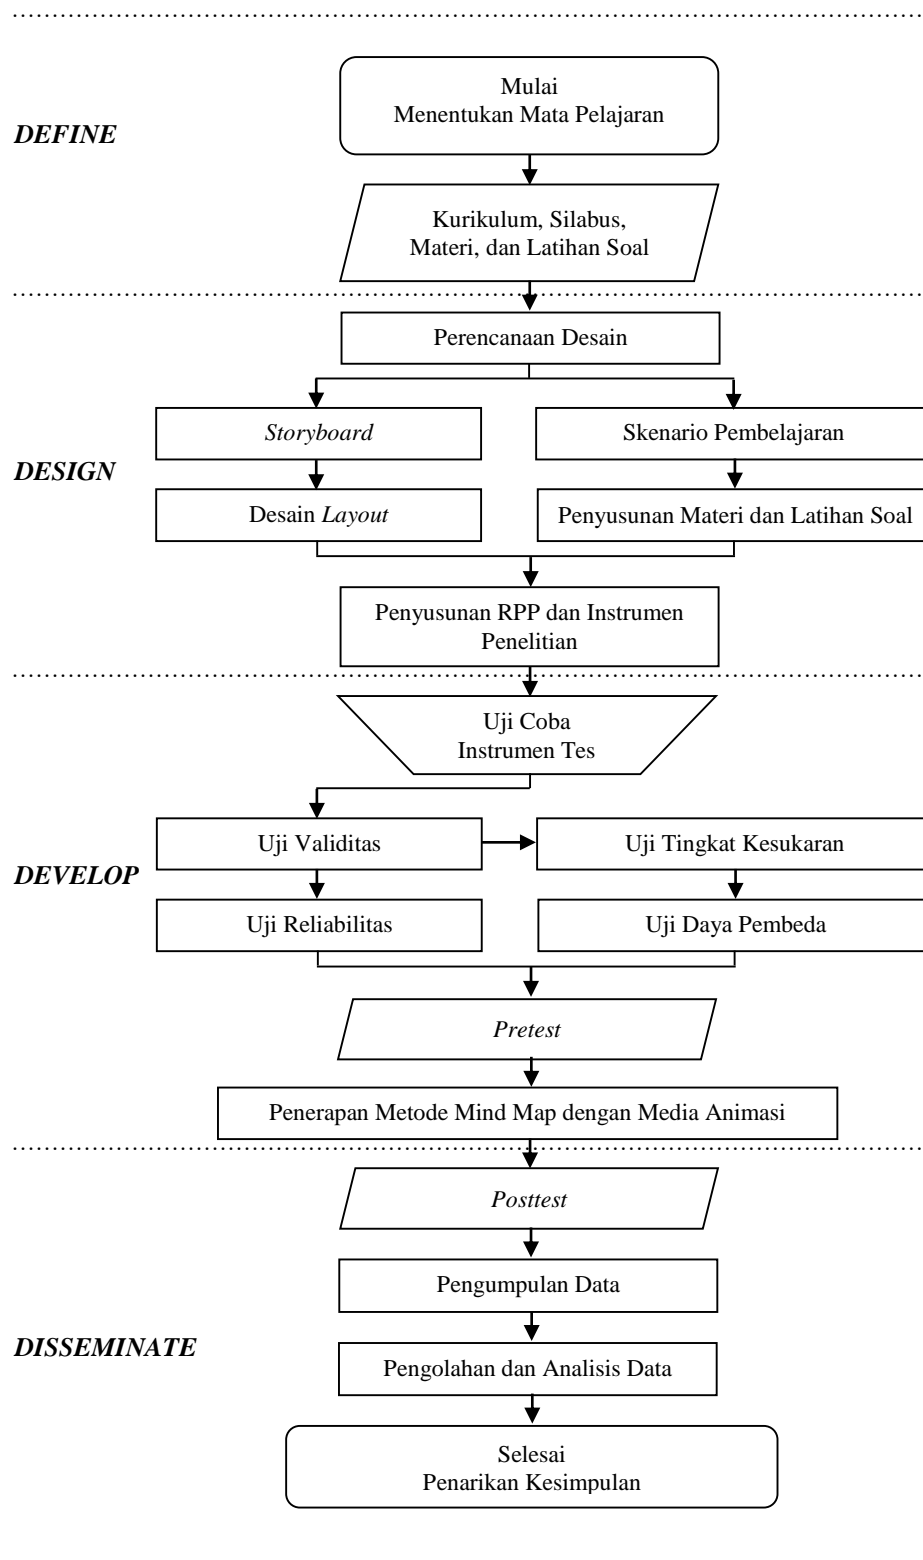 Mulai
Menentukan Mata Pelajaran
DEFINE
Kurikulum, Silabus,
Materi, dan Latihan Soal
Perencanaan Desain
Storyboard
Skenario Pembelajaran
DESIGN
Desain Layout
Penyusunan Materi dan Latihan Soal
Penyusunan RPP dan Instrumen
Penelitian
Uji Coba
Instrumen Tes
Uji Validitas
Uji Tingkat Kesukaran
DEVELOP
Uji Reliabilitas
Uji Daya Pembeda
Pretest
Penerapan Metode Mind Map dengan Media Animasi
Posttest
Pengumpulan Data
DISSEMINATE
Pengolahan dan Analisis Data
Selesai
Penarikan Kesimpulan